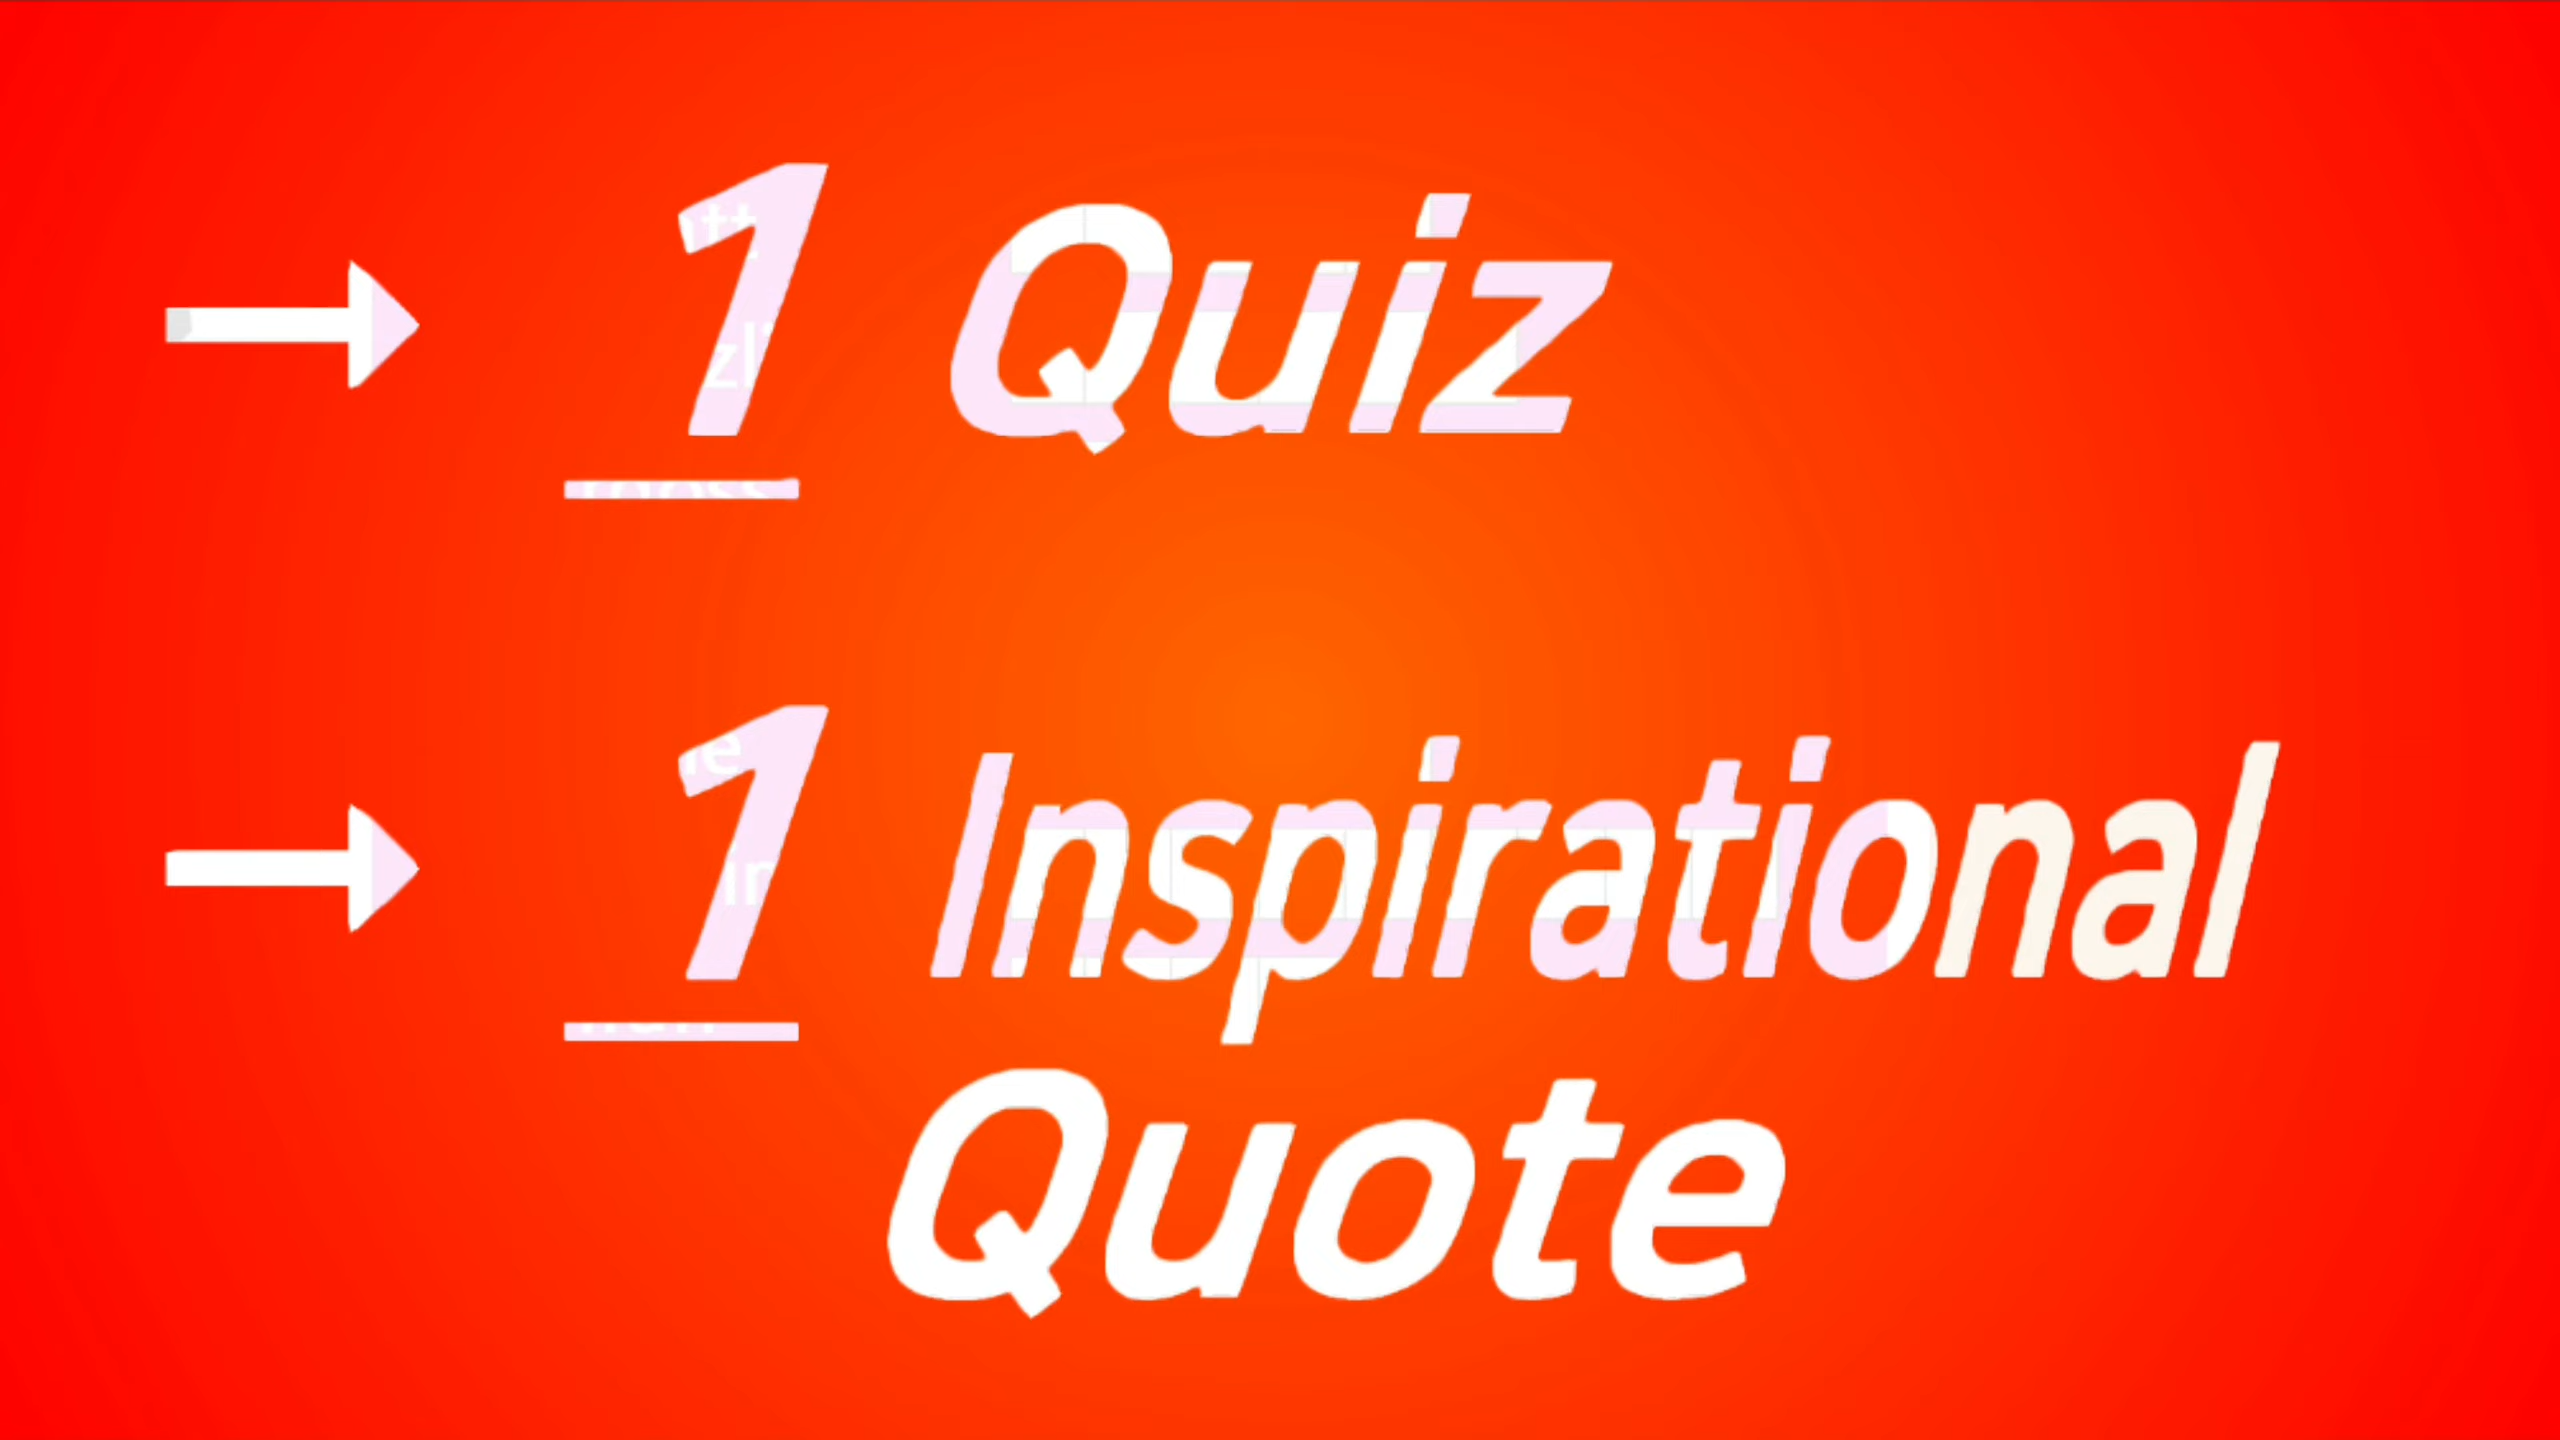 → 1 Quiz
→ 1 Inspirational
Quote